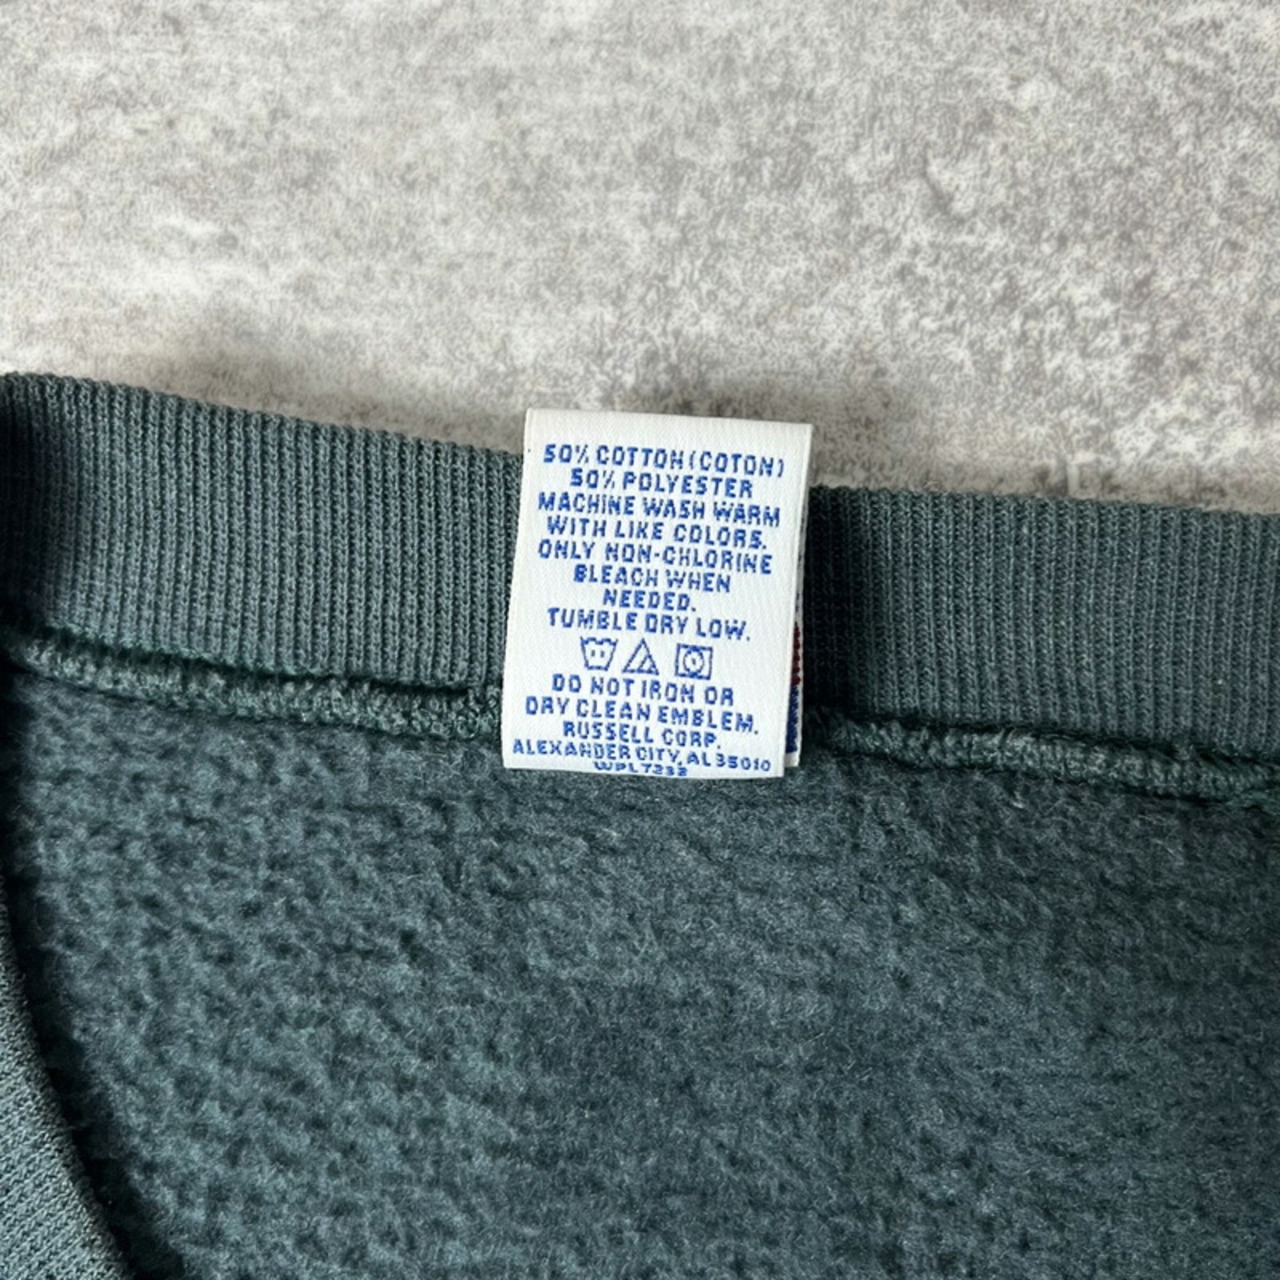 50% COTTON (COTON)
50% POLYESTER
MACHINE WASH WARM
WITH LIKE COLORS.
ONLY NON-CHLORINE
BLEACH WHEN
NEEDED.
TUMBLE DRY LOW.
DO NOT IRON OR
DRY CLEAN EMBLEM.
RUSSELL CORP.
ALEXANDER CITY, AL 35010